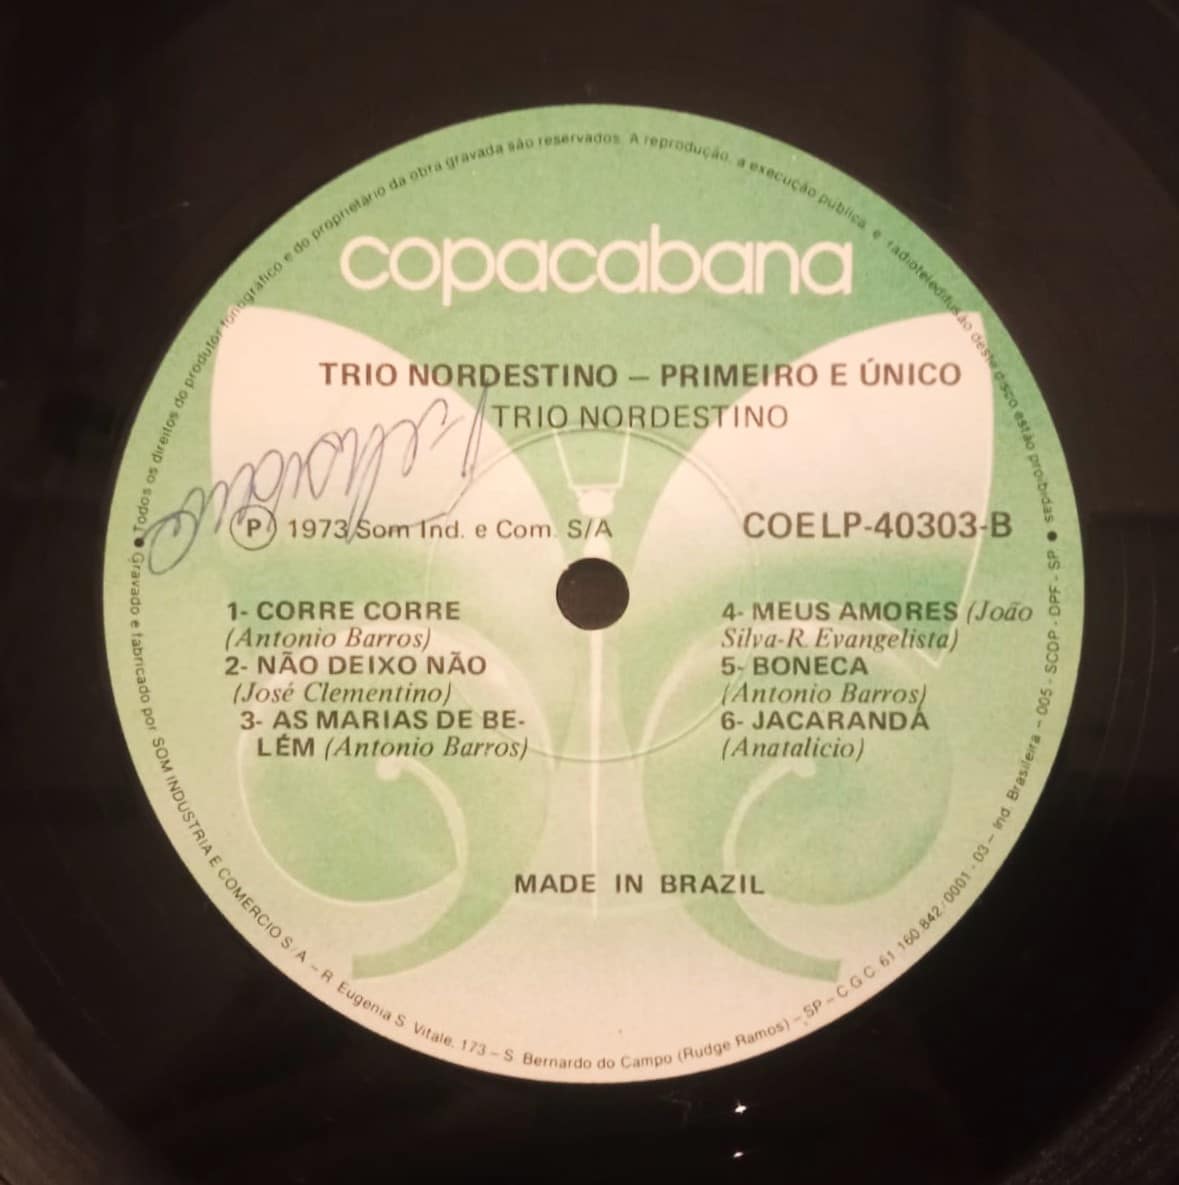 Todos os direitos do produtor fonográfico e do proprietário da obra gravada são reservados. A reprodução, a execução pública e radioteledifusão deste disco estão proibidas
copacabana
TRIO NORDESTINO – PRIMEIRO E ÚNICO
TRIO NORDESTINO
Ⓟ 1973 Som Ind. e Com. S/A
COELP-40303-B
1- CORRE CORRE
(Antonio Barros)
2- NÃO DEIXO NÃO
(José Clementino)
3- AS MARIAS DE BE-
LÉM (Antonio Barros)
4- MEUS AMORES (João
Silva-R. Evangelista)
5- BONECA
(Antonio Barros)
6- JACARANDÁ
(Anatalicio)
MADE IN BRAZIL
Gravado e fabricado por SOM INDUSTRIA E COMERCIO S/A – R. Eugenia S. Vitale, 173 – S. Bernardo do Campo (Rudge Ramos) – SP – C.G.C. 61 160 842/0001 - 03 – Ind. Brasileira – 005 - SCDP - DPF - SP